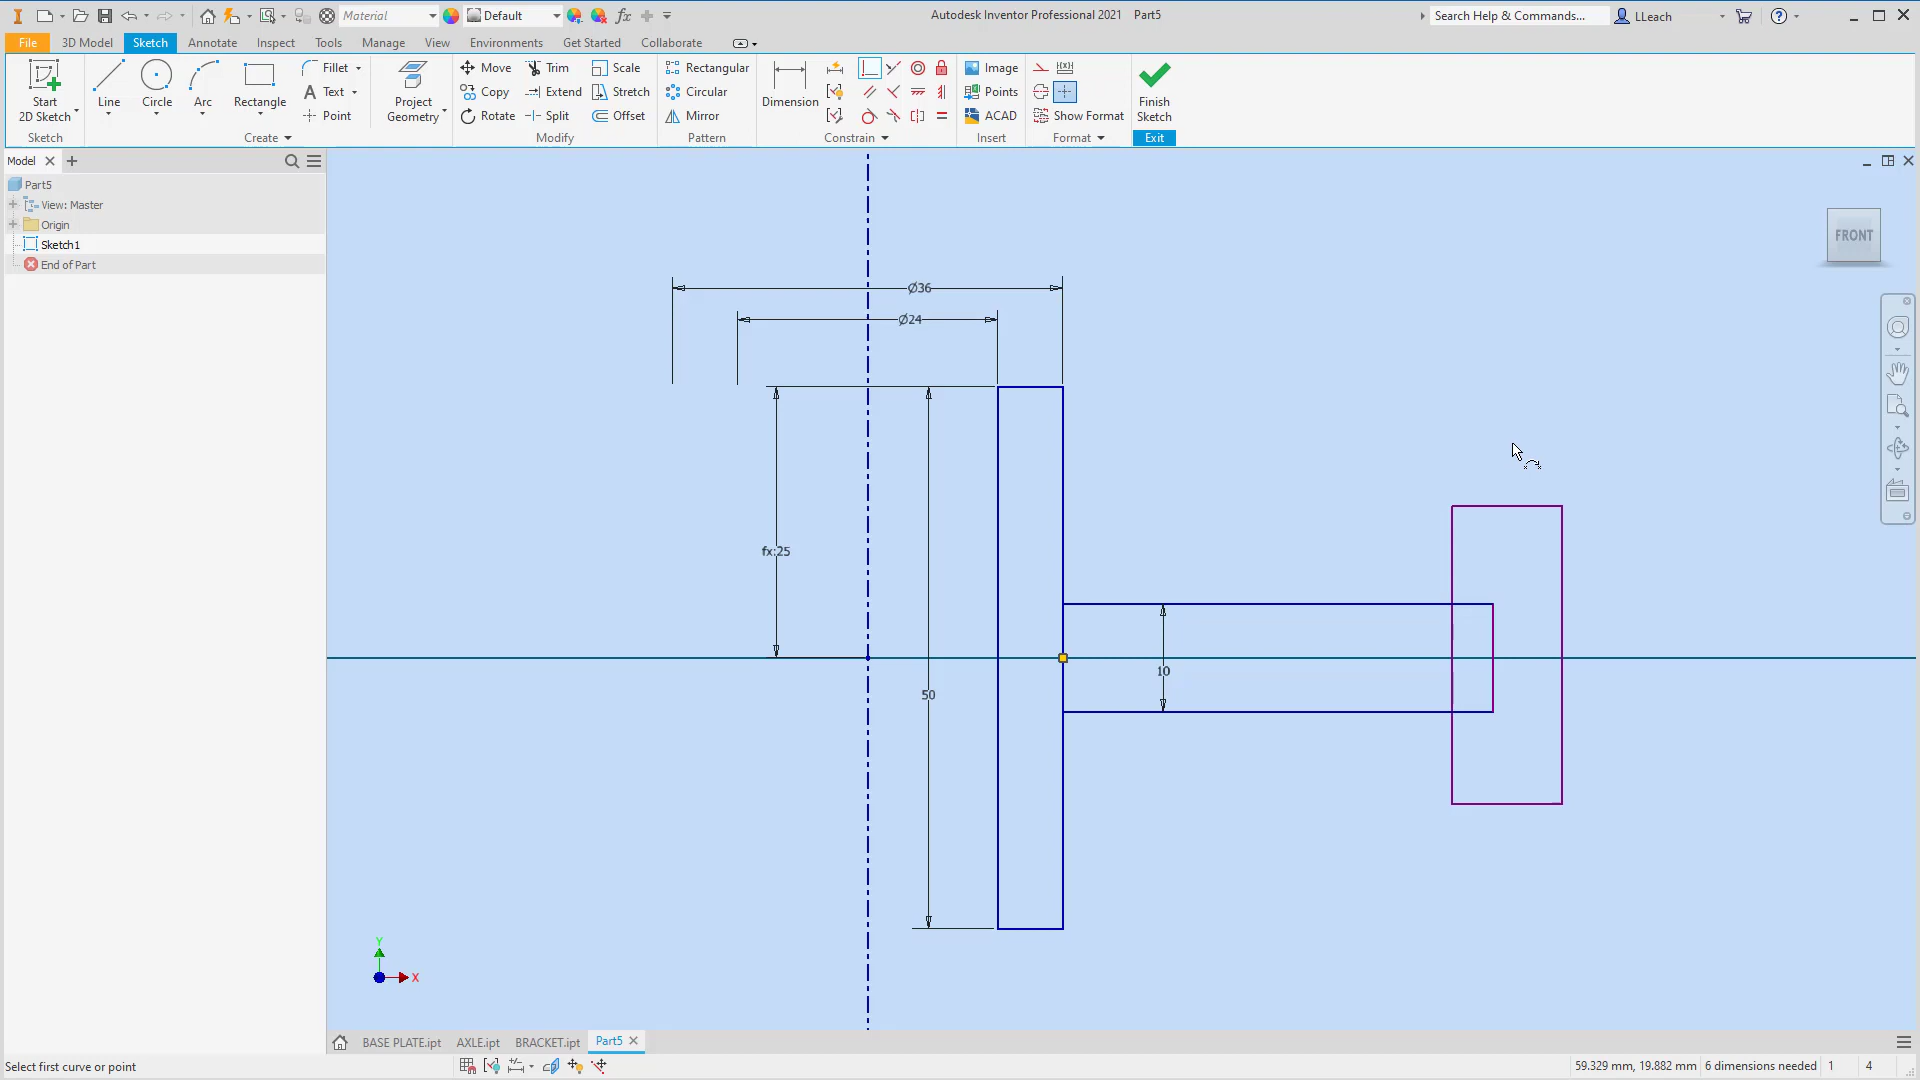 Material
Default
Autodesk Inventor Professional 2021 Part5
Search Help & Commands...
LLeach
File
3D Model
Sketch
Annotate
Inspect
Tools
Manage
View
Environments
Get Started
Collaborate
Start
2D Sketch
Line
Circle
Arc
Rectangle
Fillet
Text
Point
Project
Geometry
Move
Copy
Rotate
Trim
Extend
Split
Scale
Stretch
Offset
Rectangular
Circular
Mirror
Dimension
Image
Points
ACAD
Show Format
Finish
Sketch
Sketch
Create
Modify
Pattern
Constrain
Insert
Format
Exit
Model
Part5
View: Master
Origin
Sketch1
End of Part
FRONT
Ø36
Ø24
fx:25
50
10
Y
X
BASE PLATE.ipt
AXLE.ipt
BRACKET.ipt
Part5
Select first curve or point
59.329 mm, 19.882 mm
6 dimensions needed
1
4